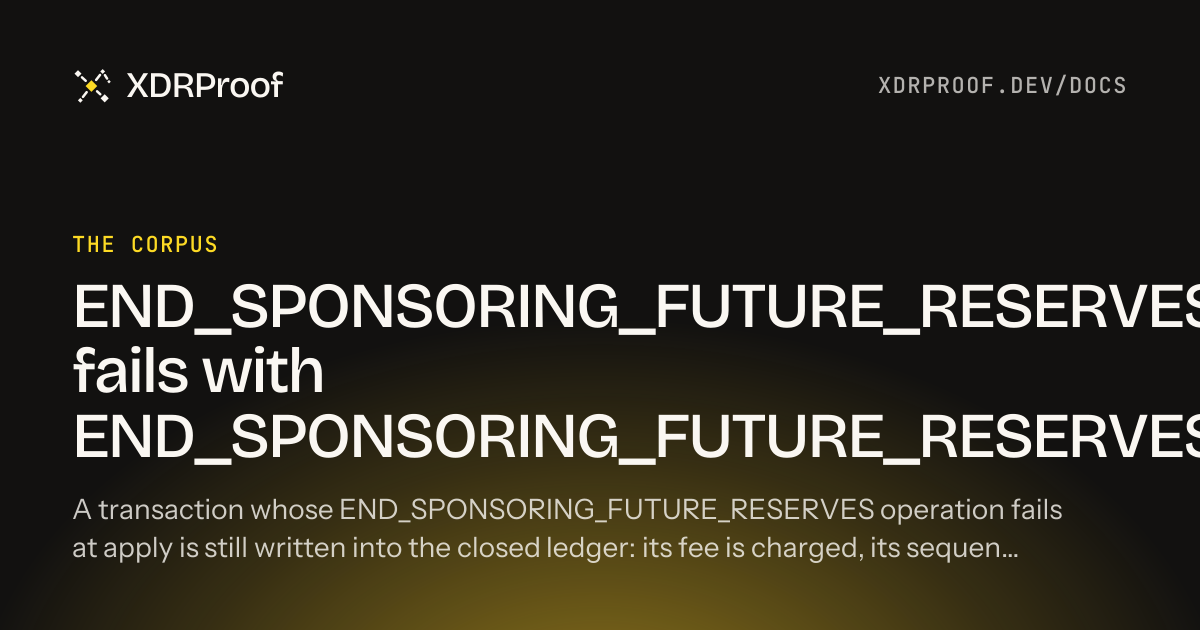 XDRProof
XDRPROOF.DEV/DOCS
THE CORPUS
END_SPONSORING_FUTURE_RESERVES
fails with
END_SPONSORING_FUTURE_RESERVES
A transaction whose END_SPONSORING_FUTURE_RESERVES operation fails
at apply is still written into the closed ledger: its fee is charged, its sequen...